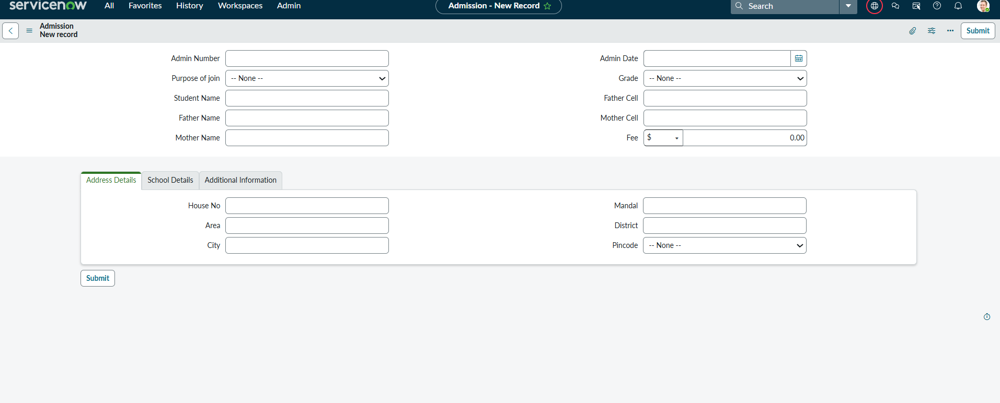 servicenow All Favorites History Workspaces Admin Admission - New Record Search
Admission
New record
Submit
Admin Number
Admin Date
Purpose of join -- None --
Grade -- None --
Student Name
Father Cell
Father Name
Mother Cell
Mother Name
Fee $ 0.00
Address Details School Details Additional Information
House No
Mandal
Area
District
City
Pincode -- None --
Submit